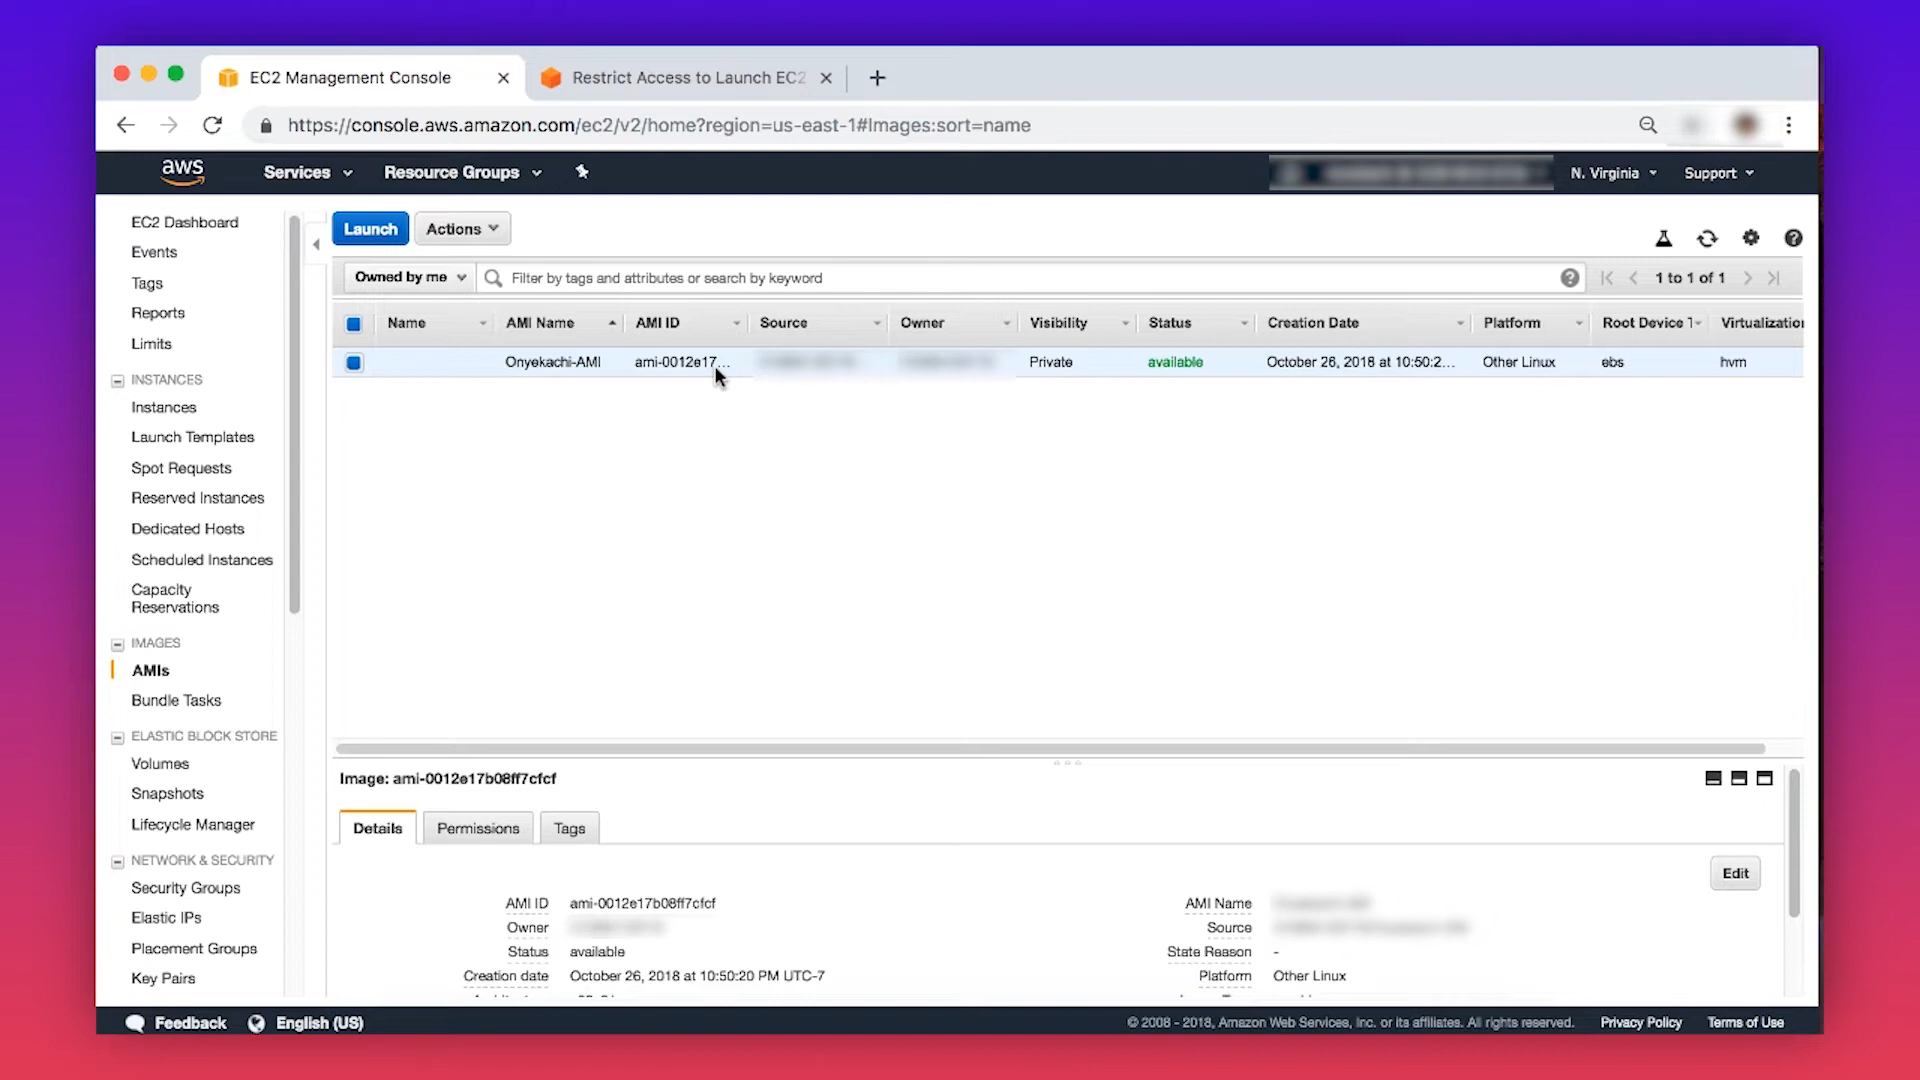 EC2 Management Console
Restrict Access to Launch EC2
https://console.aws.amazon.com/ec2/v2/home?region=us-east-1#Images:sort=name
aws
Services
Resource Groups
N. Virginia
Support
EC2 Dashboard
Events
Tags
Reports
Limits
INSTANCES
Instances
Launch Templates
Spot Requests
Reserved Instances
Dedicated Hosts
Scheduled Instances
Capacity
Reservations
IMAGES
AMIs
Bundle Tasks
ELASTIC BLOCK STORE
Volumes
Snapshots
Lifecycle Manager
NETWORK & SECURITY
Security Groups
Elastic IPs
Placement Groups
Key Pairs
Launch
Actions
Owned by me
Filter by tags and attributes or search by keyword
1 to 1 of 1
Name
AMI Name
AMI ID
Source
Owner
Visibility
Status
Creation Date
Platform
Root Device T
Virtualization
Onyekachi-AMI
ami-0012e17...
Private
available
October 26, 2018 at 10:50:2...
Other Linux
ebs
hvm
Image: ami-0012e17b08ff7cfcf
Details
Permissions
Tags
Edit
AMI ID
ami-0012e17b08ff7cfcf
Owner
Status
available
Creation date
October 26, 2018 at 10:50:20 PM UTC-7
AMI Name
Source
State Reason
-
Platform
Other Linux
Feedback
English (US)
© 2008 - 2018, Amazon Web Services, Inc. or its affiliates. All rights reserved.
Privacy Policy
Terms of Use